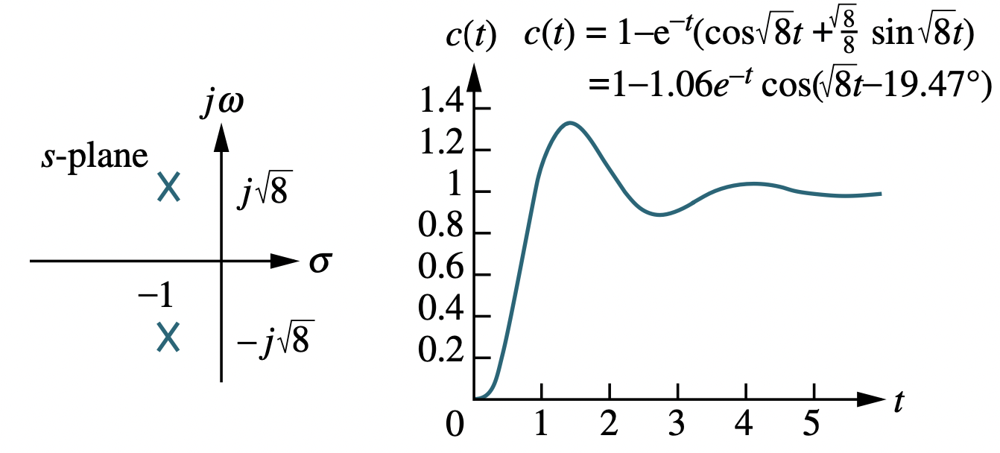 jω
s-plane
j√8
σ
−1
−j√8
c(t)
c(t) = 1−e⁻ᵗ(cos√8t + √8/8 sin√8t)
=1−1.06e⁻ᵗ cos(√8t−19.47°)
1.4
1.2
1
0.8
0.6
0.4
0.2
0 1 2 3 4 5 t